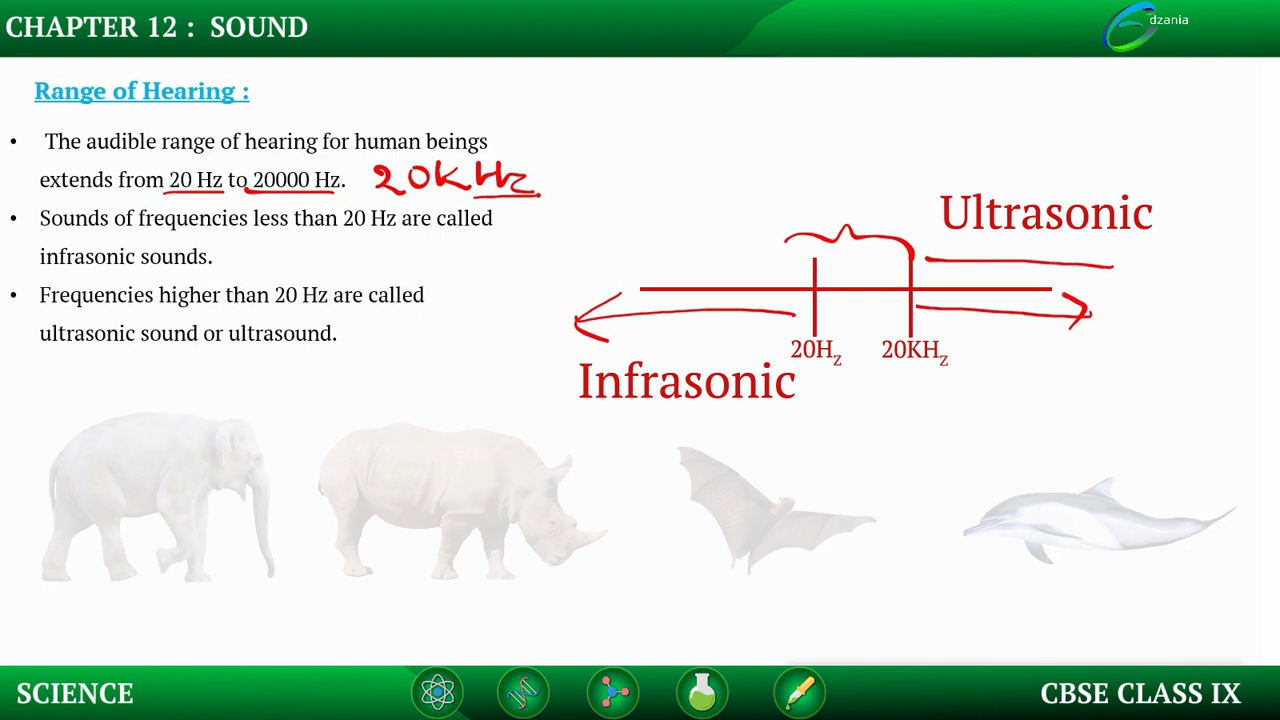 CHAPTER 12 : SOUND
dzania
Range of Hearing :
• The audible range of hearing for human beings
extends from 20 Hz to 20000 Hz. 20KHz
• Sounds of frequencies less than 20 Hz are called
infrasonic sounds.
• Frequencies higher than 20 Hz are called
ultrasonic sound or ultrasound.
Ultrasonic
20Hz 20KHz
Infrasonic
SCIENCE
CBSE CLASS IX